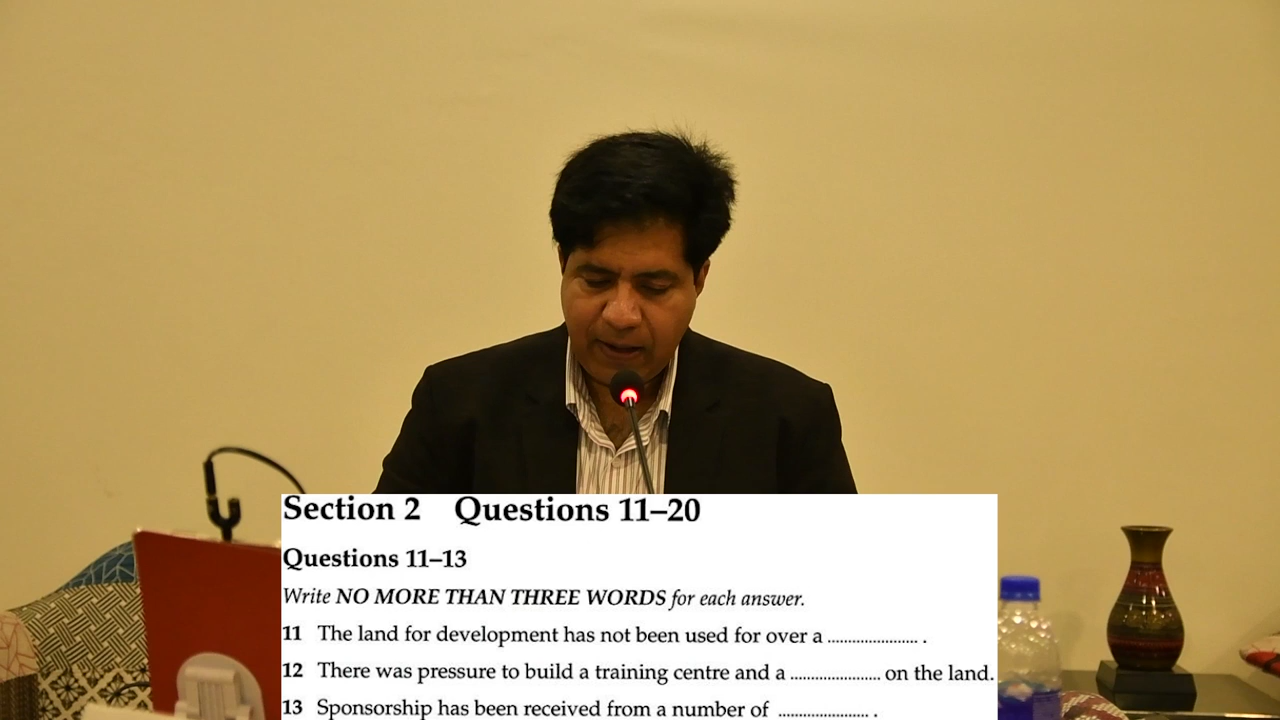 Section 2 Questions 11–20
Questions 11–13
Write NO MORE THAN THREE WORDS for each answer.
11 The land for development has not been used for over a ....................... .
12 There was pressure to build a training centre and a ....................... on the land.
13 Sponsorship has been received from a number of ....................... .